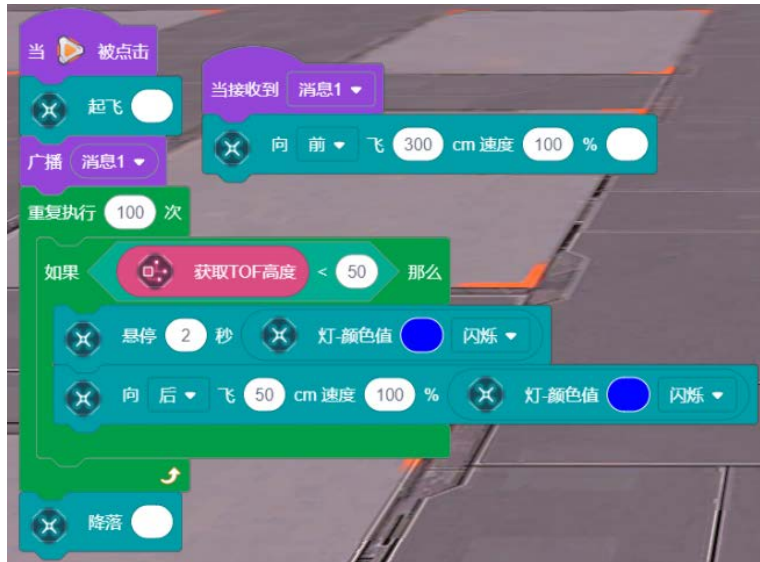 当 被点击
起飞
广播 消息1
重复执行 100 次
如果 获取TOF高度 < 50 那么
悬停 2 秒 灯-颜色值 闪烁
向 后 飞 50 cm 速度 100 % 灯-颜色值 闪烁
降落
当接收到 消息1
向 前 飞 300 cm 速度 100 %